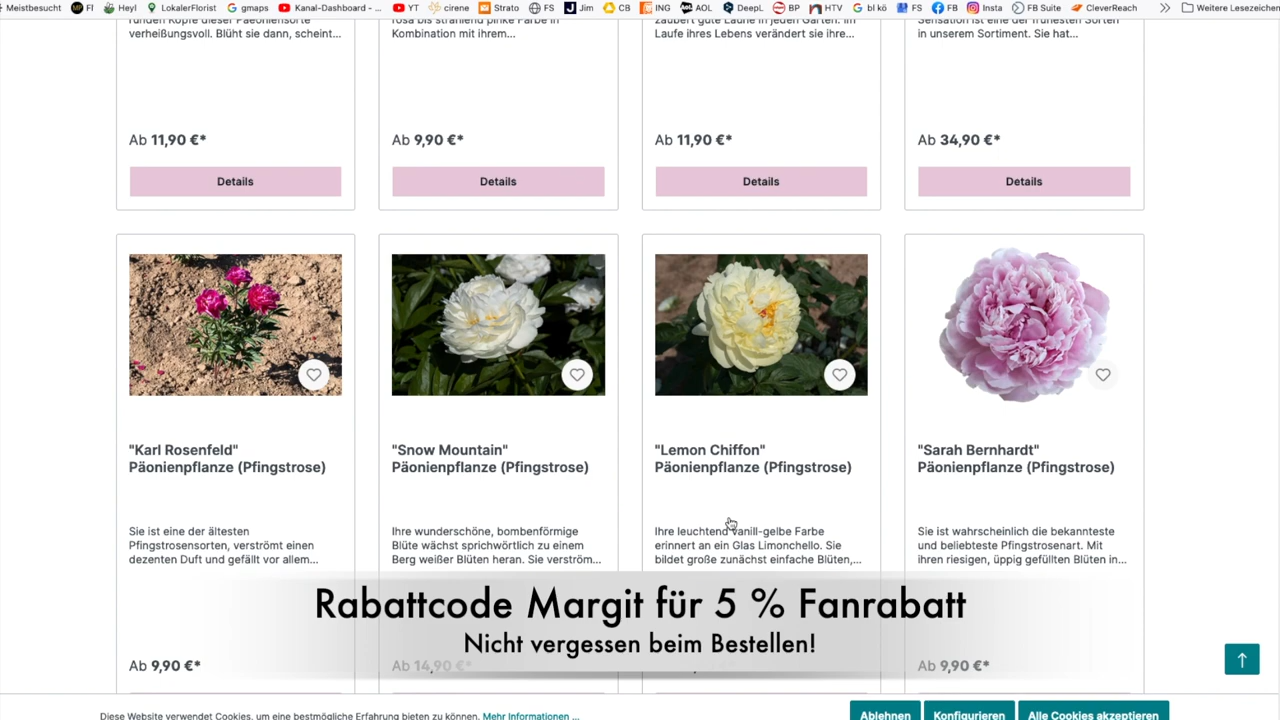 Meistbesucht
FI
Heyl
LokalerFlorist
gmaps
Kanal-Dashboard - ...
YT
cirene
Strato
FS
Jim
CB
ING
AOL
DeepL
BP
HTV
bl kö
FS
FB
FB Suite
Insta
CleverReach
Weitere Lesezeichen
verheißungsvoll. Blüht sie dann, scheint...
rosa bis strahlend pinke Farbe in
Kombination mit ihrem...
zaubert gute Laune in jeden Garten. Im
Laufe ihres Lebens verändert sie ihre...
Sensation ist eine der frühesten Sorten
in unserem Sortiment. Sie hat...
Ab 11,90 €*
Ab 9,90 €*
Ab 11,90 €*
Ab 34,90 €*
Details
Details
Details
Details
"Karl Rosenfeld"
Päonienpflanze (Pfingstrose)
"Snow Mountain"
Päonienpflanze (Pfingstrose)
"Lemon Chiffon"
Päonienpflanze (Pfingstrose)
"Sarah Bernhardt"
Päonienpflanze (Pfingstrose)
Sie ist eine der ältesten
Pfingstrosensorten, verströmt einen
dezenten Duft und gefällt vor allem...
Ihre wunderschöne, bombenförmige
Blüte wächst sprichwörtlich zu einem
Berg weißer Blüten heran. Sie verström...
Ihre leuchtend vanill-gelbe Farbe
erinnert an ein Glas Limonchello. Sie
bildet große zunächst einfache Blüten,...
Sie ist wahrscheinlich die bekannteste
und beliebteste Pfingstrosenart. Mit
ihren riesigen, üppig gefüllten Blüten in...
Rabattcode Margit für 5 % Fanrabatt
Nicht vergessen beim Bestellen!
Ab 9,90 €*
Ab 14,90 €*
Ab 9,90 €*
Diese Website verwendet Cookies, um eine bestmögliche Erfahrung bieten zu können. Mehr Informationen ...
Ablehnen
Konfigurieren
Alle Cookies akzeptieren